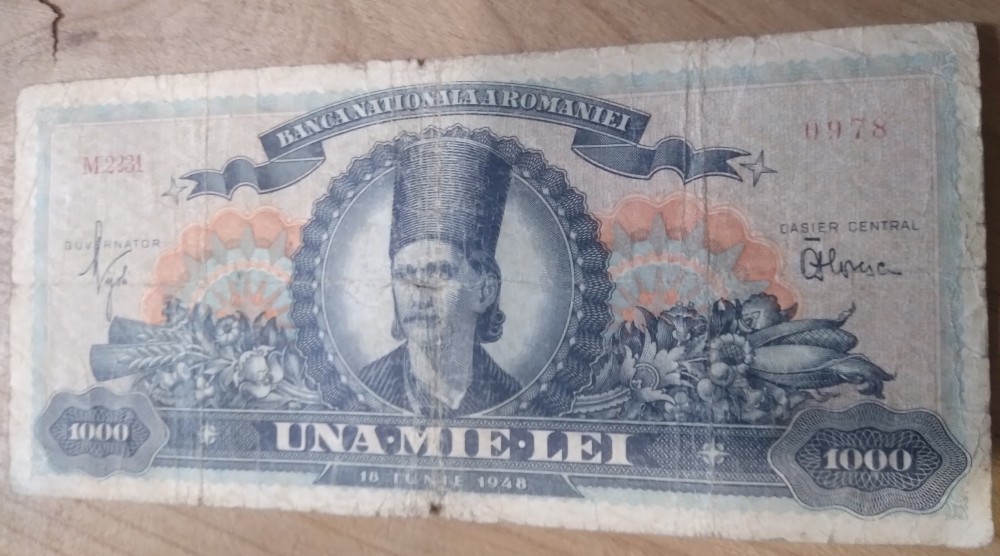 BANCA NATIONALA A ROMANIEI
M.2231
0978
GUVERNATOR
CASIER CENTRAL
1000
UNA·MIE·LEI
1000
18 IUNIE 1948